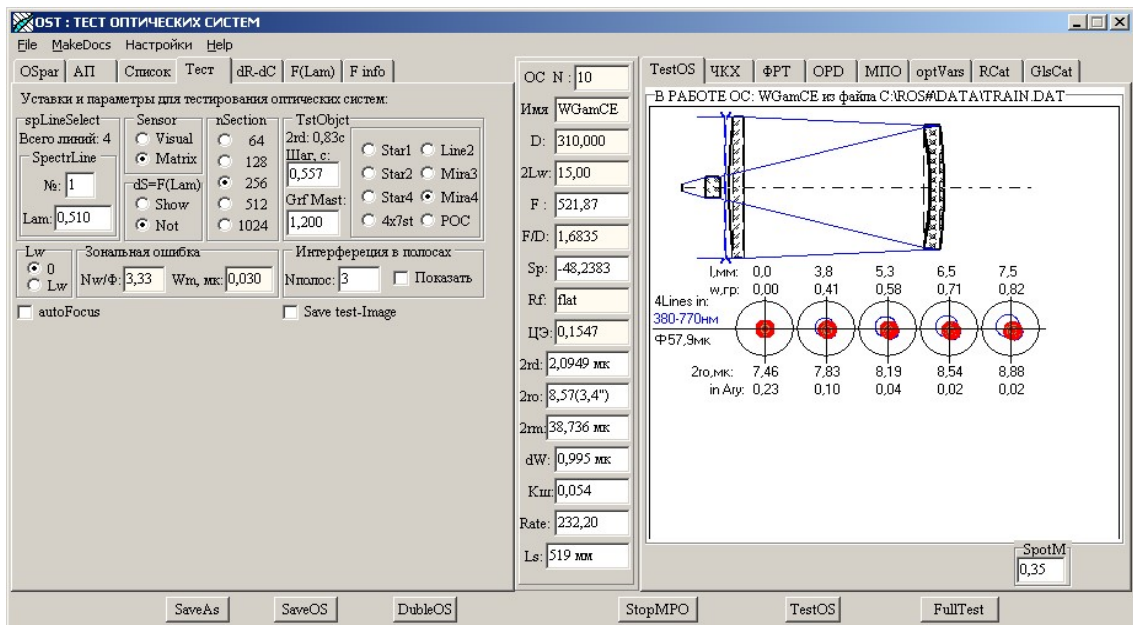 OST : ТЕСТ ОПТИЧЕСКИХ СИСТЕМ
File MakeDocs Настройки Help
OSpar АП Список Тест dR-dC F(Lam) F info
Уставки и параметры для тестирования оптических систем:
spLineSelect Sensor nSection TstObjct
Всего линий: 4 Visual 64 2rd: 0,83c Star1 Line2
SpectrLine Matrix 128 Шаг, с: Star2 Mira3
№: 1 dS=F(Lam) 256 0,557 Star4 Mira4
Lam: 0,510 Show 512 Grf Mast: 4x7st РОС
Not 1024 1,200
Lw Зональная ошибка Интерфереция в полосах
0 Nw/Ф: 3,33 Wm, мк: 0,030 Nполос: 3 Показать
Lw
autoFocus Save test-Image
ОС N : 10
Имя WGamCE
D: 310,000
2Lw: 15,00
F : 521,87
F/D: 1,6835
Sp: -48,2383
Rf: flat
ЦЭ: 0,1547
2rd: 2,0949 мк
2ro: 8,57(3,4")
2rm: 38,736 мк
dW: 0,995 мк
Кш: 0,054
Rate: 232,20
Ls: 519 мм
TestOS ЧКХ ФРТ OPD МПО optVars RCat GlsCat
В РАБОТЕ ОС: WGamCE из файла C:\ROS#\DATA\TRAIN.DAT
l,мм: 0,0 3,8 5,3 6,5 7,5
w,гр: 0,00 0,41 0,58 0,71 0,82
4Lines in:
380-770нм
Ф57,9мк
2ro,мк: 7,46 7,83 8,19 8,54 8,88
in Ary: 0,23 0,10 0,04 0,02 0,02
SpotM
0,35
SaveAs SaveOS DubleOS StopMPO TestOS FullTest